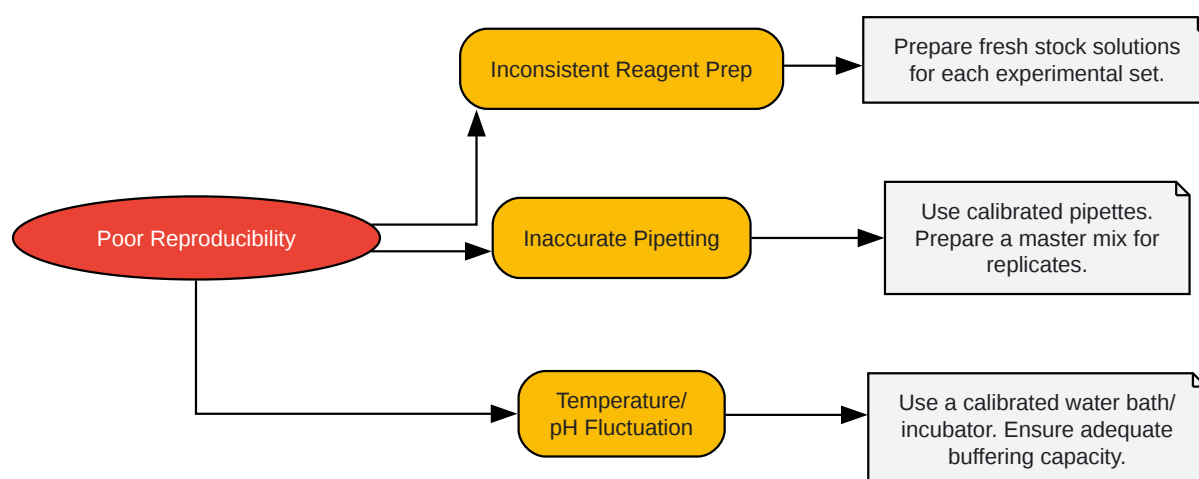 Inconsistent Reagent Prep
Prepare fresh stock solutions
for each experimental set.
Poor Reproducibility
Inaccurate Pipetting
Use calibrated pipettes.
Prepare a master mix for
replicates.
Temperature/
pH Fluctuation
Use a calibrated water bath/
incubator. Ensure adequate
buffering capacity.